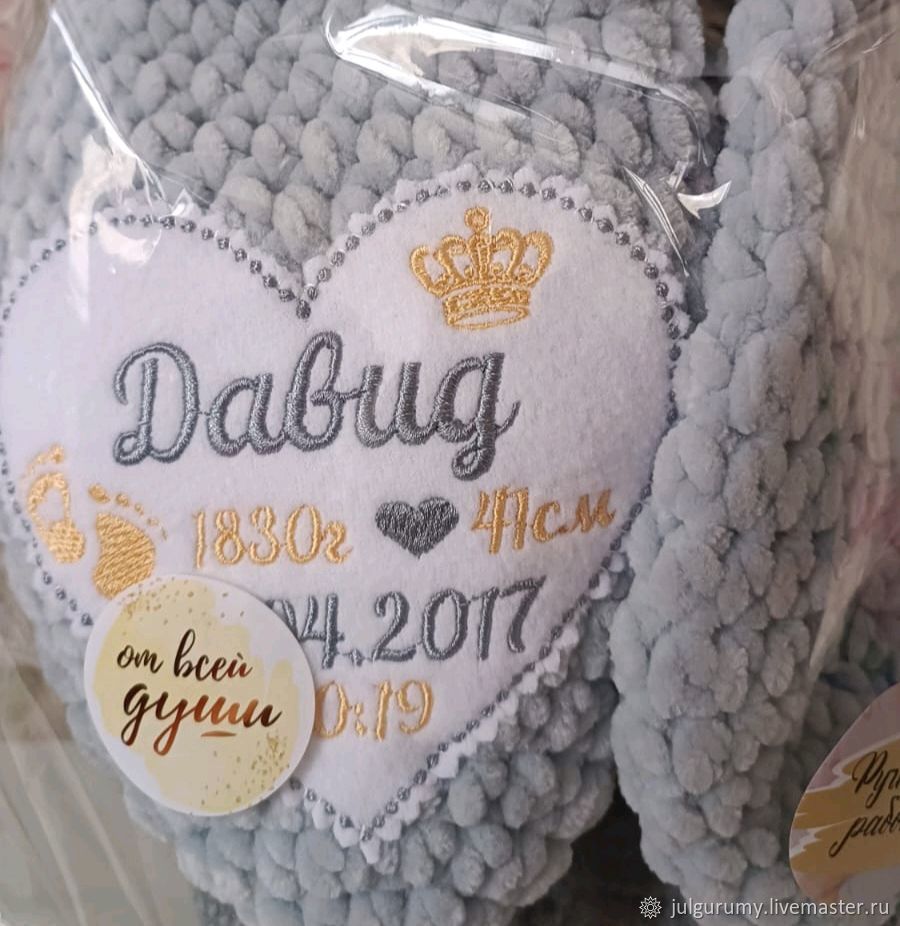 Давид
1830г 41см
04.2017
0:19
от всей
души
julgurumy.livemaster.ru